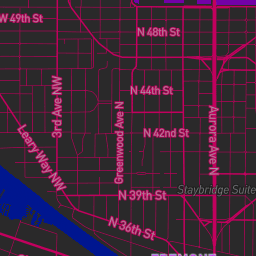 W 49th St
N 48th St
N 44th St
3rd Ave NW
Greenwood Ave N
Aurora Ave N
N 42nd St
Leary Way NW
Staybridge Suite
N 39th St
N 36th St